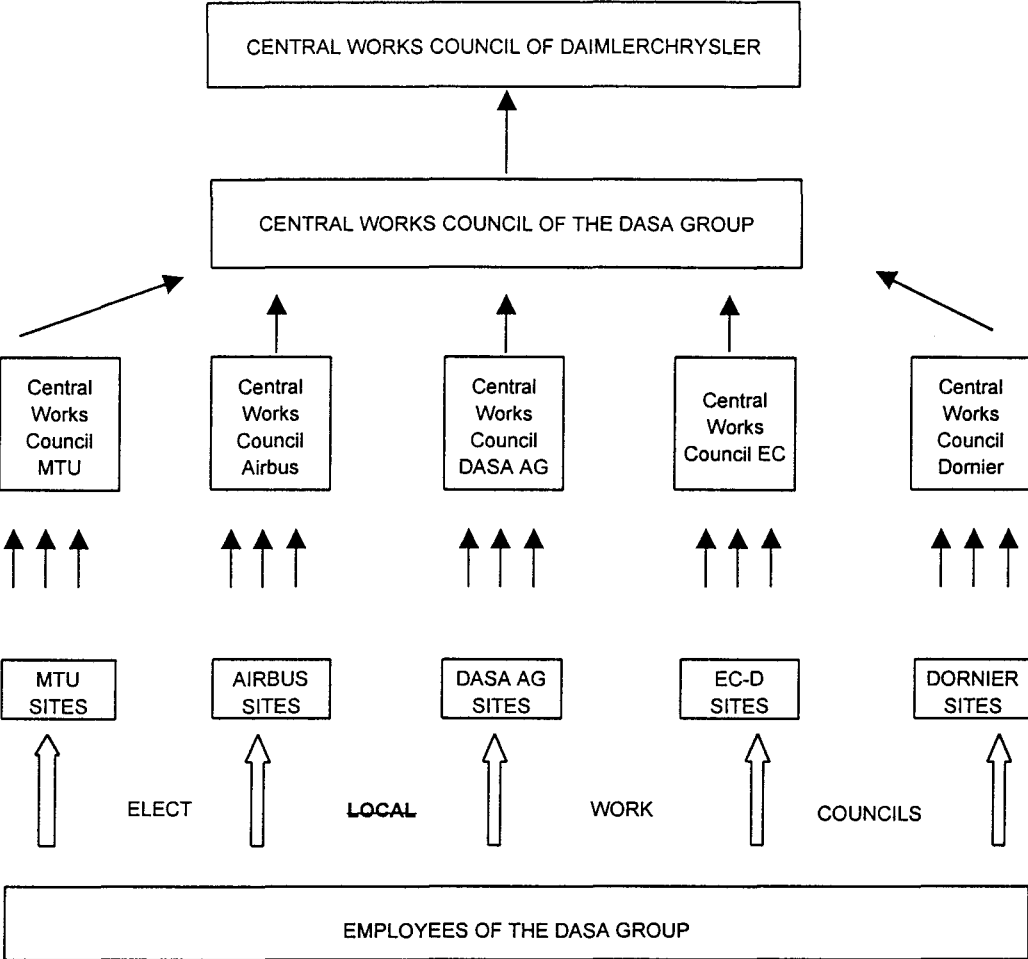 CENTRAL WORKS COUNCIL OF DAIMLERCHRYSLER
CENTRAL WORKS COUNCIL OF THE DASA GROUP
Central
Works
Council
MTU
Central
Works
Council
Airbus
Central
Works
Council
DASA AG
Central
Works
Council EC
Central
Works
Council
Dornier
MTU
SITES
AIRBUS
SITES
DASA AG
SITES
EC-D
SITES
DORNIER
SITES
ELECT LOCAL WORK COUNCILS
EMPLOYEES OF THE DASA GROUP